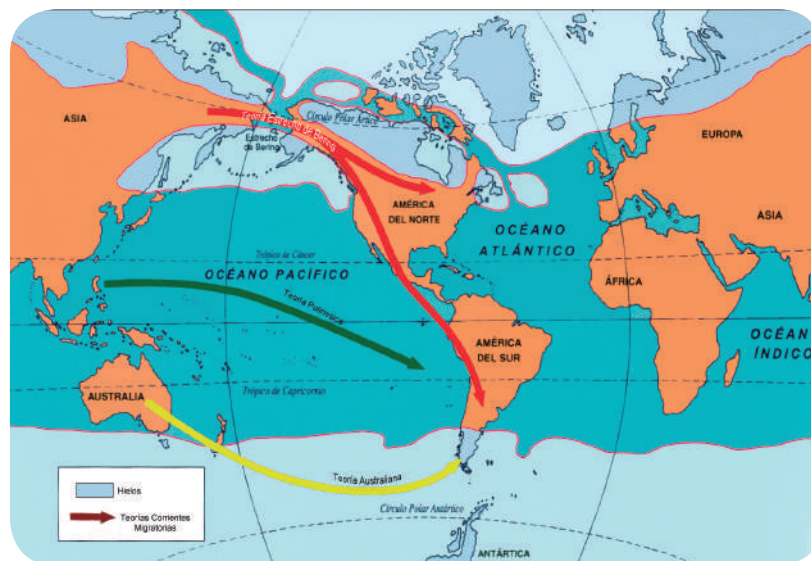 Círculo Polar Ártico
ASIA
Teoría Estrecho de Bering
Estrecho
de Bering
EUROPA
AMÉRICA
DEL NORTE
ASIA
OCÉANO
ATLÁNTICO
Trópico de Cáncer
OCÉANO PACÍFICO
ÁFRICA
Teoría Polinésica
AMÉRICA
DEL SUR
OCÉAN
ÍNDICO
AUSTRALIA
Trópico de Capricornio
Teoría Australiana
Hielos
Teorías Corrientes
Migratorias
Círculo Polar Antártico
ANTÁRTICA